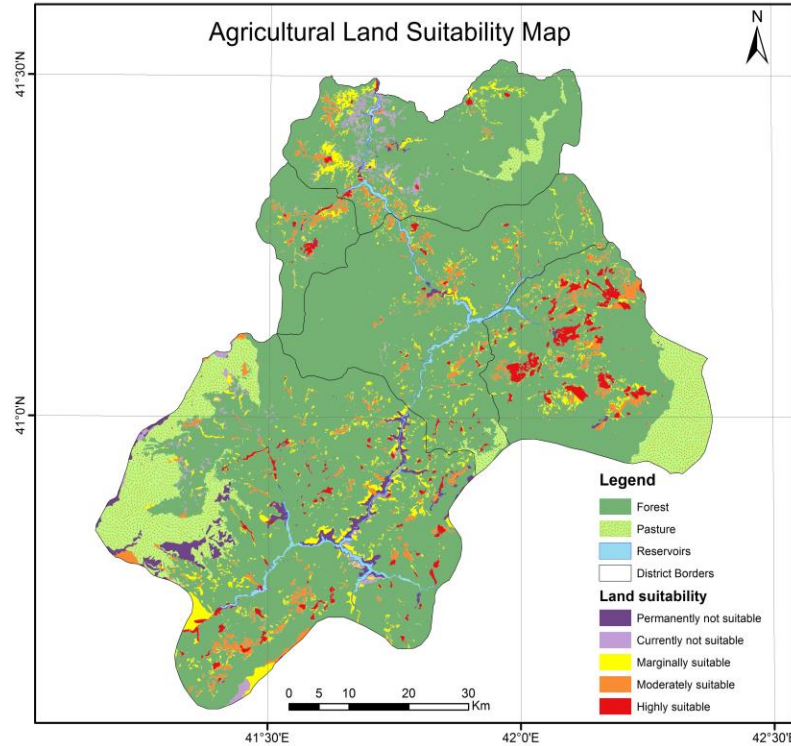 Agricultural Land Suitability Map
N
41°30'N
41°0'N
Legend
Forest
Pasture
Reservoirs
District Borders
Land suitability
Permanently not suitable
Currently not suitable
Marginally suitable
Moderately suitable
Highly suitable
0 5 10 20 30
Km
41°30'E 42°0'E 42°30'E